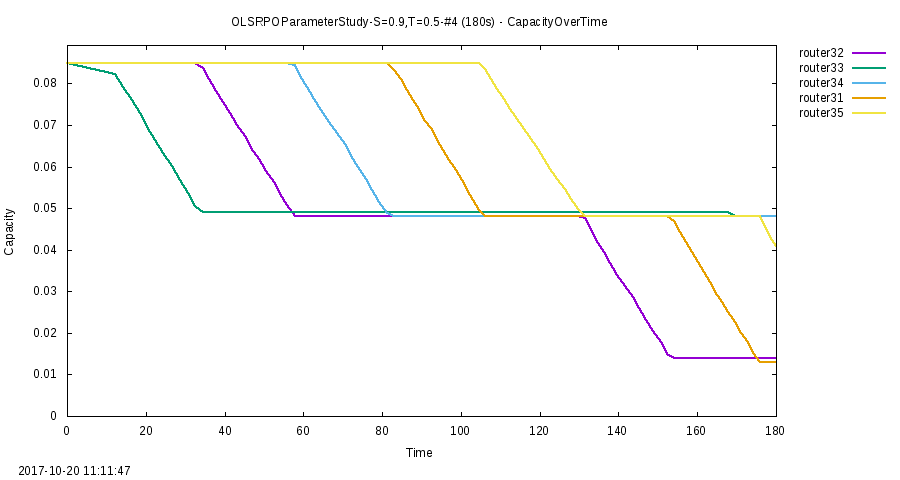 OLSRPOParameterStudy-S=0.9,T=0.5-#4 (180s) - CapacityOverTime
router32
router33
router34
router31
router35
0.08
0.07
0.06
0.05
0.04
0.03
0.02
0.01
0
Capacity
0 20 40 60 80 100 120 140 160 180
Time
2017-10-20 11:11:47